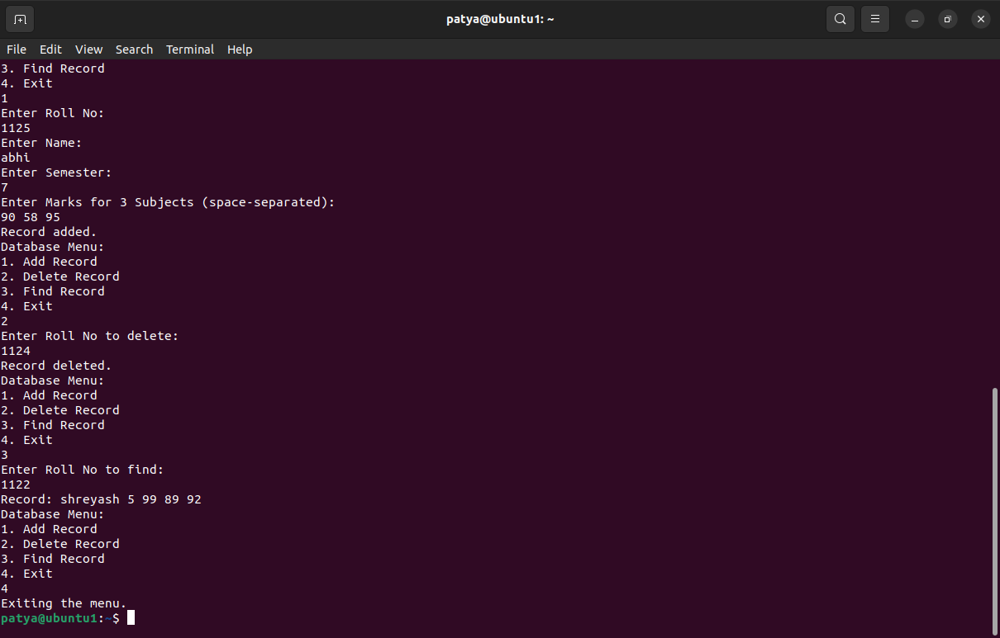 patya@ubuntu1: ~
File Edit View Search Terminal Help
3. Find Record
4. Exit
1
Enter Roll No:
1125
Enter Name:
abhi
Enter Semester:
7
Enter Marks for 3 Subjects (space-separated):
90 58 95
Record added.
Database Menu:
1. Add Record
2. Delete Record
3. Find Record
4. Exit
2
Enter Roll No to delete:
1124
Record deleted.
Database Menu:
1. Add Record
2. Delete Record
3. Find Record
4. Exit
3
Enter Roll No to find:
1122
Record: shreyash 5 99 89 92
Database Menu:
1. Add Record
2. Delete Record
3. Find Record
4. Exit
4
Exiting the menu.
patya@ubuntu1:~$